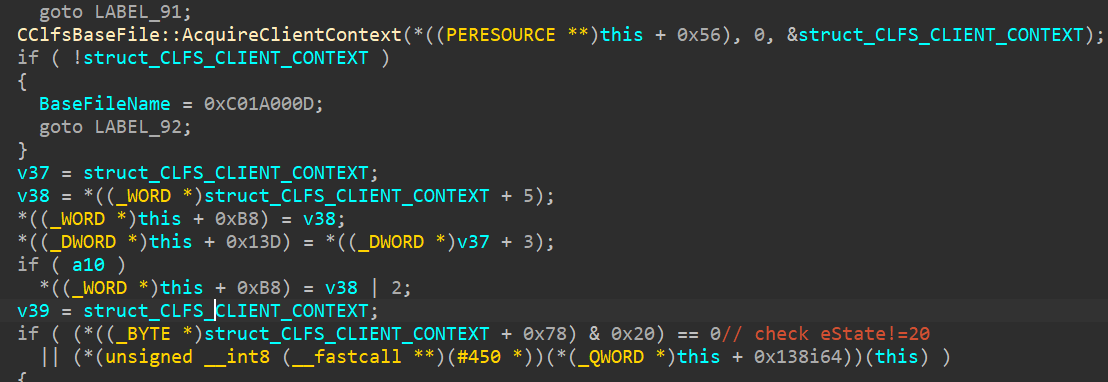 goto LABEL_91;
CClfsBaseFile::AcquireClientContext(*((PERESOURCE **)this + 0x56), 0, &struct_CLFS_CLIENT_CONTEXT);
if ( !struct_CLFS_CLIENT_CONTEXT )
{
BaseFileName = 0xC01A000D;
goto LABEL_92;
}
v37 = struct_CLFS_CLIENT_CONTEXT;
v38 = *((_WORD *)struct_CLFS_CLIENT_CONTEXT + 5);
*((_WORD *)this + 0xB8) = v38;
*((_DWORD *)this + 0x13D) = *((_DWORD *)v37 + 3);
if ( a10 )
*((_WORD *)this + 0xB8) = v38 | 2;
v39 = struct_CLFS_CLIENT_CONTEXT;
if ( (*((_BYTE *)struct_CLFS_CLIENT_CONTEXT + 0x78) & 0x20) == 0// check eState!=20
|| (*(unsigned __int8 (__fastcall **)(#450 *))(*(_QWORD *)this + 0x138i64))(this) )
{